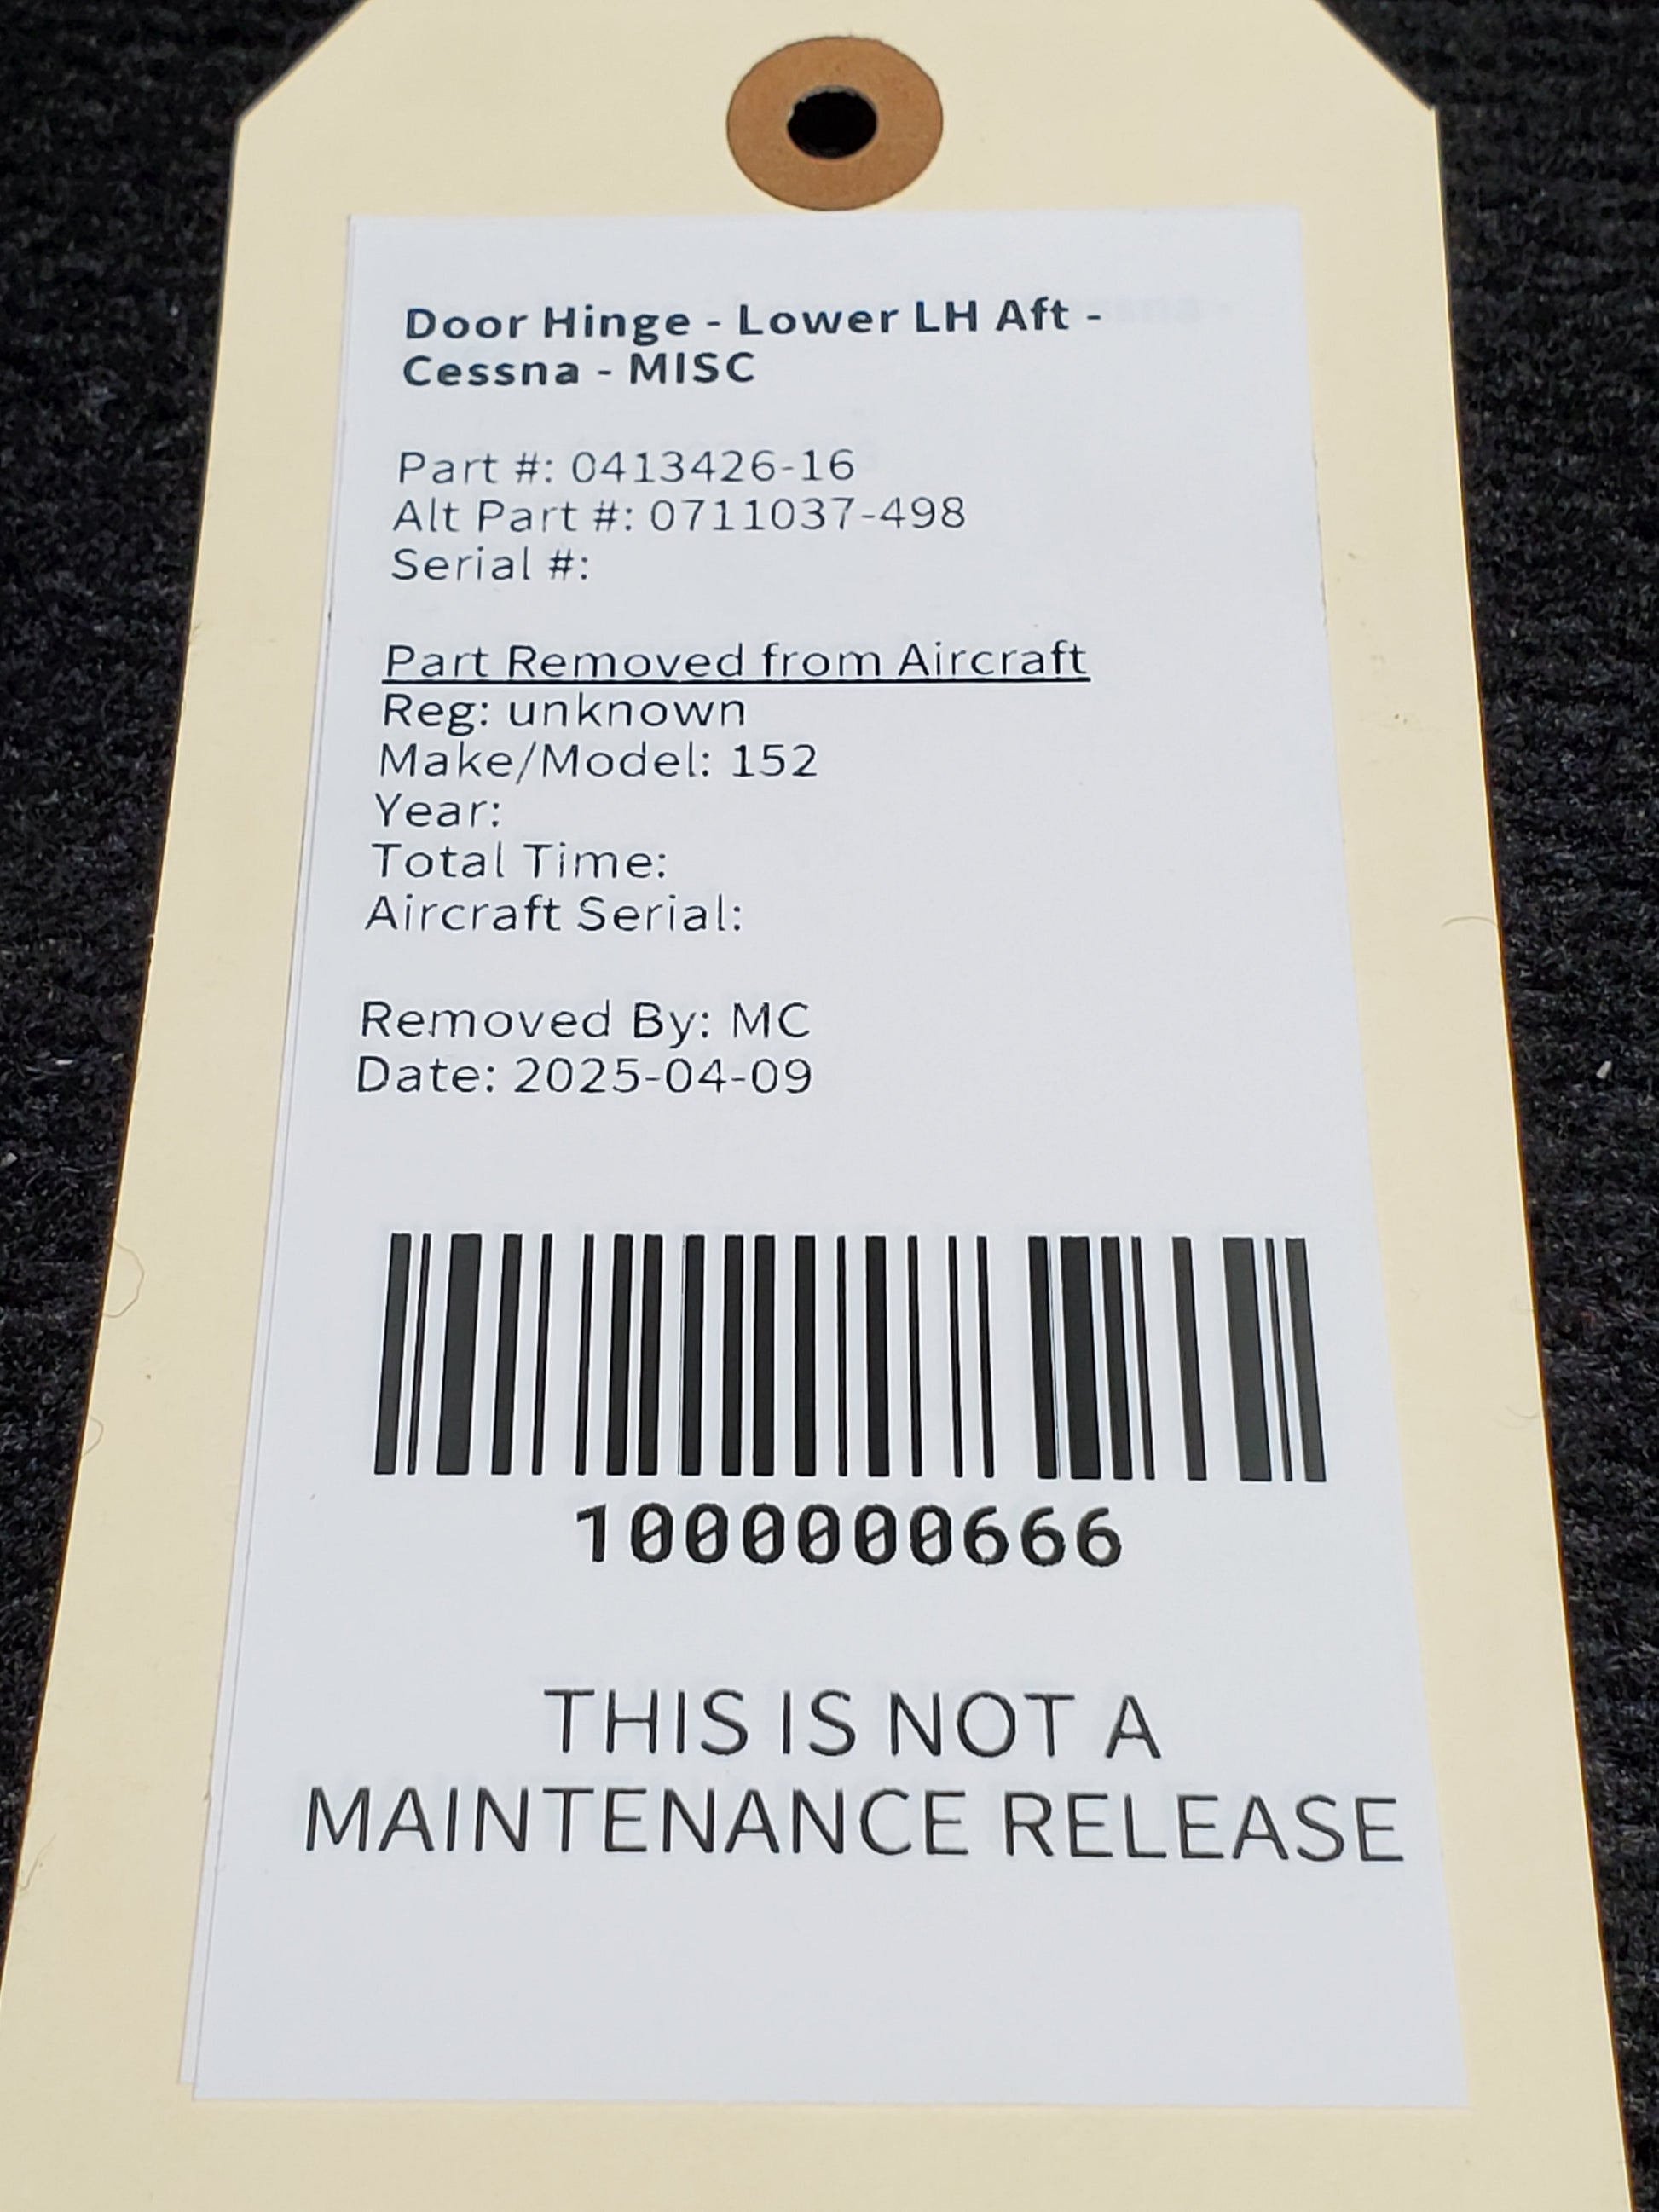 Door Hinge - Lower LH Aft -
Cessna - MISC
Part #: 0413426-16
Alt Part #: 0711037-498
Serial #:
Part Removed from Aircraft
Reg: unknown
Make/Model: 152
Year:
Total Time:
Aircraft Serial:
Removed By: MC
Date: 2025-04-09
1000000666
THIS IS NOT A
MAINTENANCE RELEASE